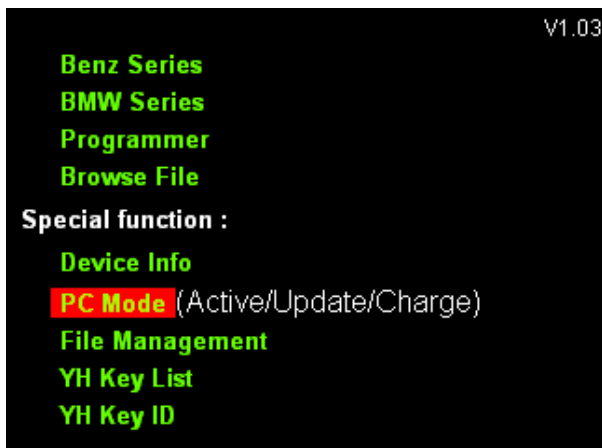 V1.03
Benz Series
BMW Series
Programmer
Browse File
Special function :
Device Info
PC Mode (Active/Update/Charge)
File Management
YH Key List
YH Key ID